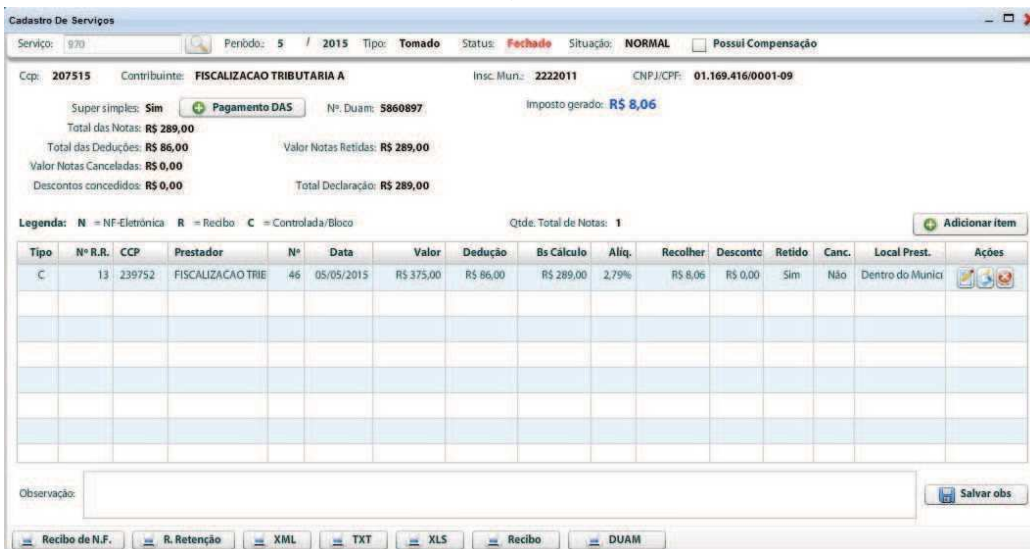 Cadastro De Serviços
Serviço: 970 Período.: 5 / 2015 Tipo: Tomado Status: Fechado Situação: NORMAL Possui Compensação
Ccp: 207515 Contribuinte: FISCALIZACAO TRIBUTARIA A Insc. Mun.: 2222011 CNPJ/CPF: 01.169.416/0001-09
Super simples: Sim Pagamento DAS Nº. Duam: 5860897 Imposto gerado: R$ 8,06
Total das Notas: R$ 289,00
Total das Deduções: R$ 86,00 Valor Notas Retidas: R$ 289,00
Valor Notas Canceladas: R$ 0,00
Descontos concedidos: R$ 0,00 Total Declaração: R$ 289,00
Legenda: N = NF-Eletrônica R = Recibo C = Controlada/Bloco Qtde. Total de Notas: 1 Adicionar ítem
Tipo Nº R.R. CCP Prestador Nº Data Valor Dedução Bs Cálculo Alíq. Recolher Desconto Retido Canc. Local Prest. Ações
C 13 239752 FISCALIZACAO TRIE 46 05/05/2015 R$ 375,00 R$ 86,00 R$ 289,00 2,79% R$ 8,06 R$ 0,00 Sim Não Dentro do Munici
Observação: Salvar obs
Recibo de N.F. R. Retenção XML TXT XLS Recibo DUAM